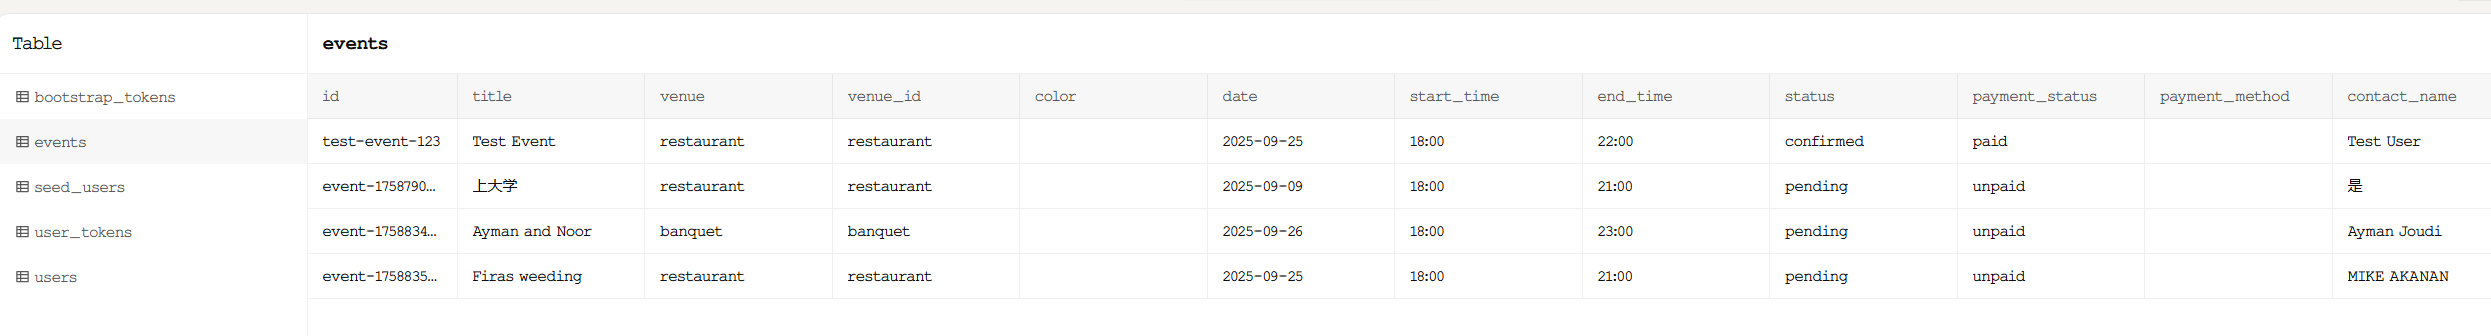 Table
events
bootstrap_tokens
events
seed_users
user_tokens
users
id title venue venue_id color date start_time end_time status payment_status payment_method contact_name
test-event-123 Test Event restaurant restaurant 2025-09-25 18:00 22:00 confirmed paid Test User
event-1758790... 上大学 restaurant restaurant 2025-09-09 18:00 21:00 pending unpaid 是
event-1758834... Ayman and Noor banquet banquet 2025-09-26 18:00 23:00 pending unpaid Ayman Joudi
event-1758835... Firas weeding restaurant restaurant 2025-09-25 18:00 21:00 pending unpaid MIKE AKANAN